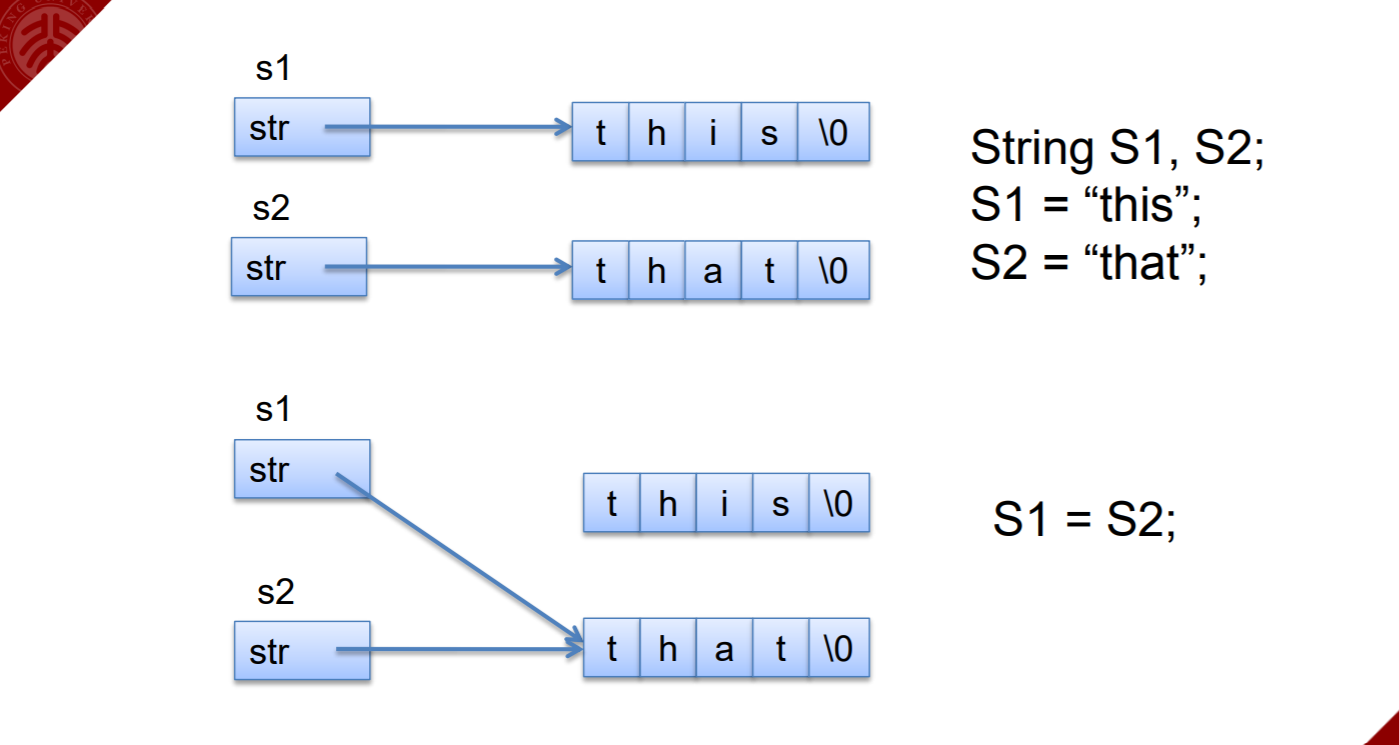 s1
str
t h i s \0
s2
str
t h a t \0
String S1, S2;
S1 = “this”;
S2 = “that”;
s1
str
t h i s \0
s2
str
t h a t \0
S1 = S2;